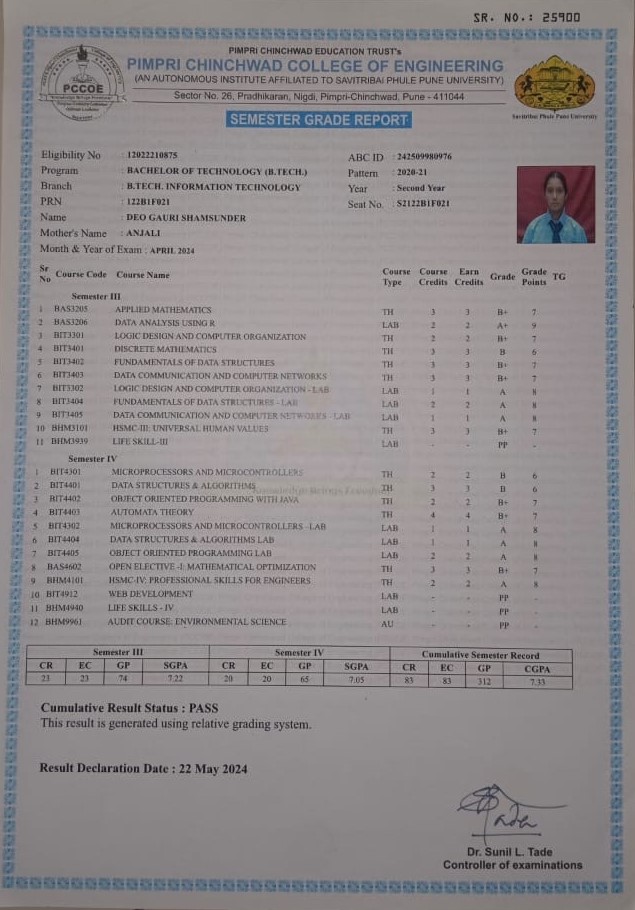 SR. NO.: 25900
PIMPRI CHINCHWAD EDUCATION TRUST's
PIMPRI CHINCHWAD COLLEGE OF ENGINEERING
(AN AUTONOMOUS INSTITUTE AFFILIATED TO SAVITRIBAI PHULE PUNE UNIVERSITY)
Sector No. 26, Pradhikaran, Nigdi, Pimpri-Chinchwad, Pune - 411044
PCCOE
Savitribai Phule Pune University
SEMESTER GRADE REPORT
Eligibility No : 12022210875 ABC ID : 242509980976
Program : BACHELOR OF TECHNOLOGY (B.TECH.) Pattern : 2020-21
Branch : B.TECH. INFORMATION TECHNOLOGY Year : Second Year
PRN : 122B1F021 Seat No. : S2122B1F021
Name : DEO GAURI SHAMSUNDER
Mother's Name : ANJALI
Month & Year of Exam : APRIL 2024
Sr No Course Code Course Name Course Type Course Credits Earn Credits Grade Grade Points TG
Semester III
1 BAS3205 APPLIED MATHEMATICS TH 3 3 B+ 7
2 BAS3206 DATA ANALYSIS USING R LAB 2 2 A+ 9
3 BIT3301 LOGIC DESIGN AND COMPUTER ORGANIZATION TH 2 2 B+ 7
4 BIT3401 DISCRETE MATHEMATICS TH 3 3 B 6
5 BIT3402 FUNDAMENTALS OF DATA STRUCTURES TH 3 3 B+ 7
6 BIT3403 DATA COMMUNICATION AND COMPUTER NETWORKS TH 3 3 B+ 7
7 BIT3302 LOGIC DESIGN AND COMPUTER ORGANIZATION - LAB LAB 1 1 A 8
8 BIT3404 FUNDAMENTALS OF DATA STRUCTURES - LAB LAB 2 2 A 8
9 BIT3405 DATA COMMUNICATION AND COMPUTER NETWORKS - LAB LAB 1 1 A 8
10 BHM3101 HSMC-III: UNIVERSAL HUMAN VALUES TH 3 3 B+ 7
11 BHM3939 LIFE SKILL-III LAB - - PP -
Semester IV
1 BIT4301 MICROPROCESSORS AND MICROCONTROLLERS TH 2 2 B 6
2 BIT4401 DATA STRUCTURES & ALGORITHMS TH 3 3 B 6
3 BIT4402 OBJECT ORIENTED PROGRAMMING WITH JAVA TH 2 2 B+ 7
4 BIT4403 AUTOMATA THEORY TH 4 4 B+ 7
5 BIT4302 MICROPROCESSORS AND MICROCONTROLLERS -LAB LAB 1 1 A 8
6 BIT4404 DATA STRUCTURES & ALGORITHMS LAB LAB 1 1 A 8
7 BIT4405 OBJECT ORIENTED PROGRAMMING LAB LAB 2 2 A 8
8 BAS4602 OPEN ELECTIVE -I: MATHEMATICAL OPTIMIZATION TH 3 3 B+ 7
9 BHM4101 HSMC-IV: PROFESSIONAL SKILLS FOR ENGINEERS TH 2 2 A 8
10 BIT4912 WEB DEVELOPMENT LAB - - PP -
11 BHM4940 LIFE SKILLS - IV LAB - - PP -
12 BHM9961 AUDIT COURSE: ENVIRONMENTAL SCIENCE AU - - PP -
Semester III Semester IV Cumulative Semester Record
CR EC GP SGPA CR EC GP SGPA CR EC GP CGPA
23 23 74 7.22 20 20 65 7.05 83 83 312 7.33
Cumulative Result Status : PASS
This result is generated using relative grading system.
Result Declaration Date : 22 May 2024
Dr. Sunil L. Tade
Controller of examinations